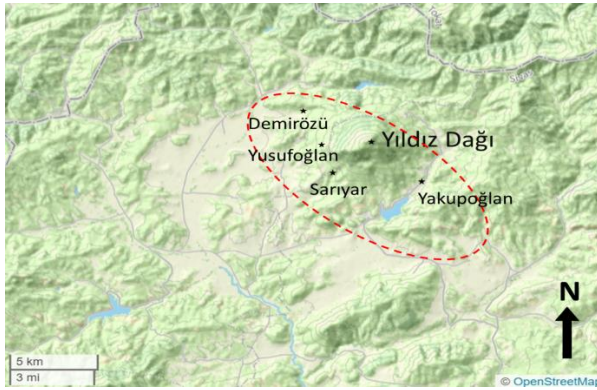 Demirözü
Yıldız Dağı
Yusufoğlan
Sarıyar
Yakupoğlan
N
5 km
3 mi
© OpenStreetMap